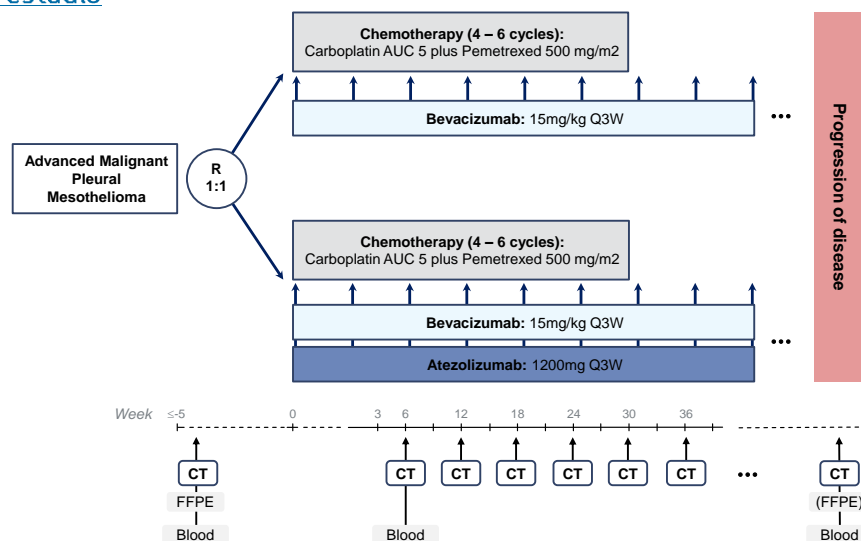 Chemotherapy (4 – 6 cycles):
Carboplatin AUC 5 plus Pemetrexed 500 mg/m2
Bevacizumab: 15mg/kg Q3W
...
Advanced Malignant
Pleural
Mesothelioma
R
1:1
Chemotherapy (4 – 6 cycles):
Carboplatin AUC 5 plus Pemetrexed 500 mg/m2
Bevacizumab: 15mg/kg Q3W
Atezolizumab: 1200mg Q3W
...
Progression of disease
Week ≤-5 0 3 6 12 18 24 30 36
CT CT CT CT CT CT CT ... CT
FFPE (FFPE)
Blood Blood Blood